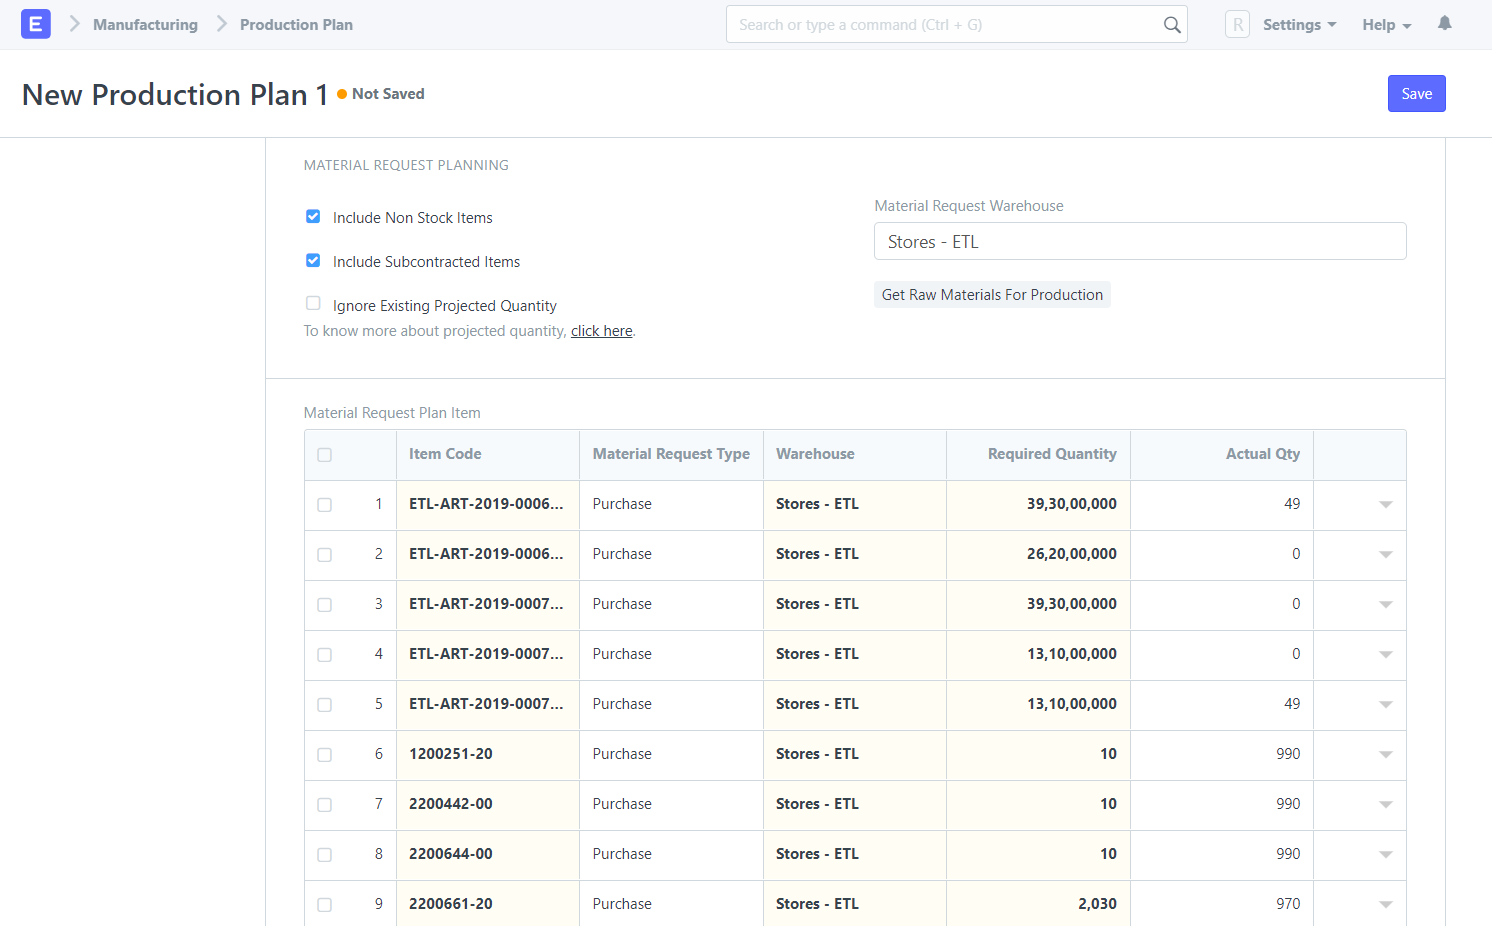 E Manufacturing Production Plan Search or type a command (Ctrl + G) R Settings Help
New Production Plan 1 Not Saved Save
MATERIAL REQUEST PLANNING
Include Non Stock Items
Include Subcontracted Items
Ignore Existing Projected Quantity
To know more about projected quantity, click here.
Material Request Warehouse
Stores - ETL
Get Raw Materials For Production
Material Request Plan Item
Item Code Material Request Type Warehouse Required Quantity Actual Qty
1 ETL-ART-2019-0006... Purchase Stores - ETL 39,30,00,000 49
2 ETL-ART-2019-0006... Purchase Stores - ETL 26,20,00,000 0
3 ETL-ART-2019-0007... Purchase Stores - ETL 39,30,00,000 0
4 ETL-ART-2019-0007... Purchase Stores - ETL 13,10,00,000 0
5 ETL-ART-2019-0007... Purchase Stores - ETL 13,10,00,000 49
6 1200251-20 Purchase Stores - ETL 10 990
7 2200442-00 Purchase Stores - ETL 10 990
8 2200644-00 Purchase Stores - ETL 10 990
9 2200661-20 Purchase Stores - ETL 2,030 970